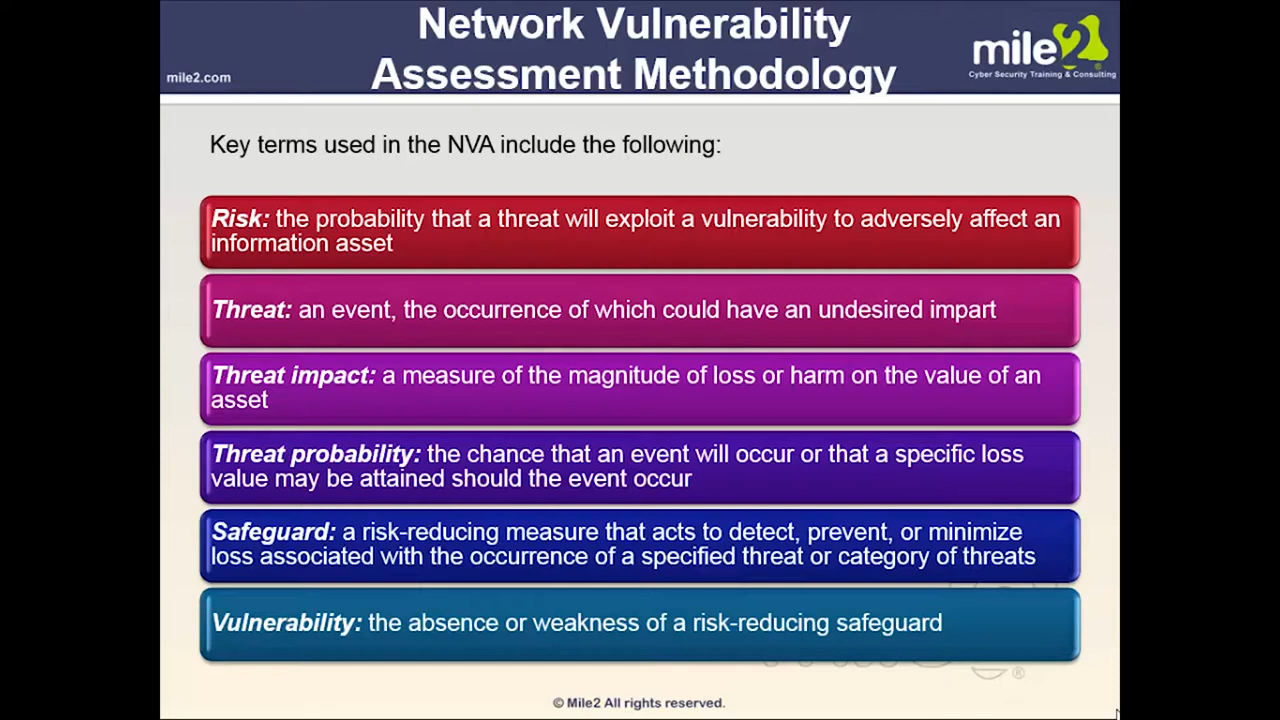 Network Vulnerability
Assessment Methodology
mile2.com
mile2
Cyber Security Training & Consulting
Key terms used in the NVA include the following:
Risk: the probability that a threat will exploit a vulnerability to adversely affect an
information asset
Threat: an event, the occurrence of which could have an undesired impart
Threat impact: a measure of the magnitude of loss or harm on the value of an
asset
Threat probability: the chance that an event will occur or that a specific loss
value may be attained should the event occur
Safeguard: a risk-reducing measure that acts to detect, prevent, or minimize
loss associated with the occurrence of a specified threat or category of threats
Vulnerability: the absence or weakness of a risk-reducing safeguard
®
© Mile2 All rights reserved.